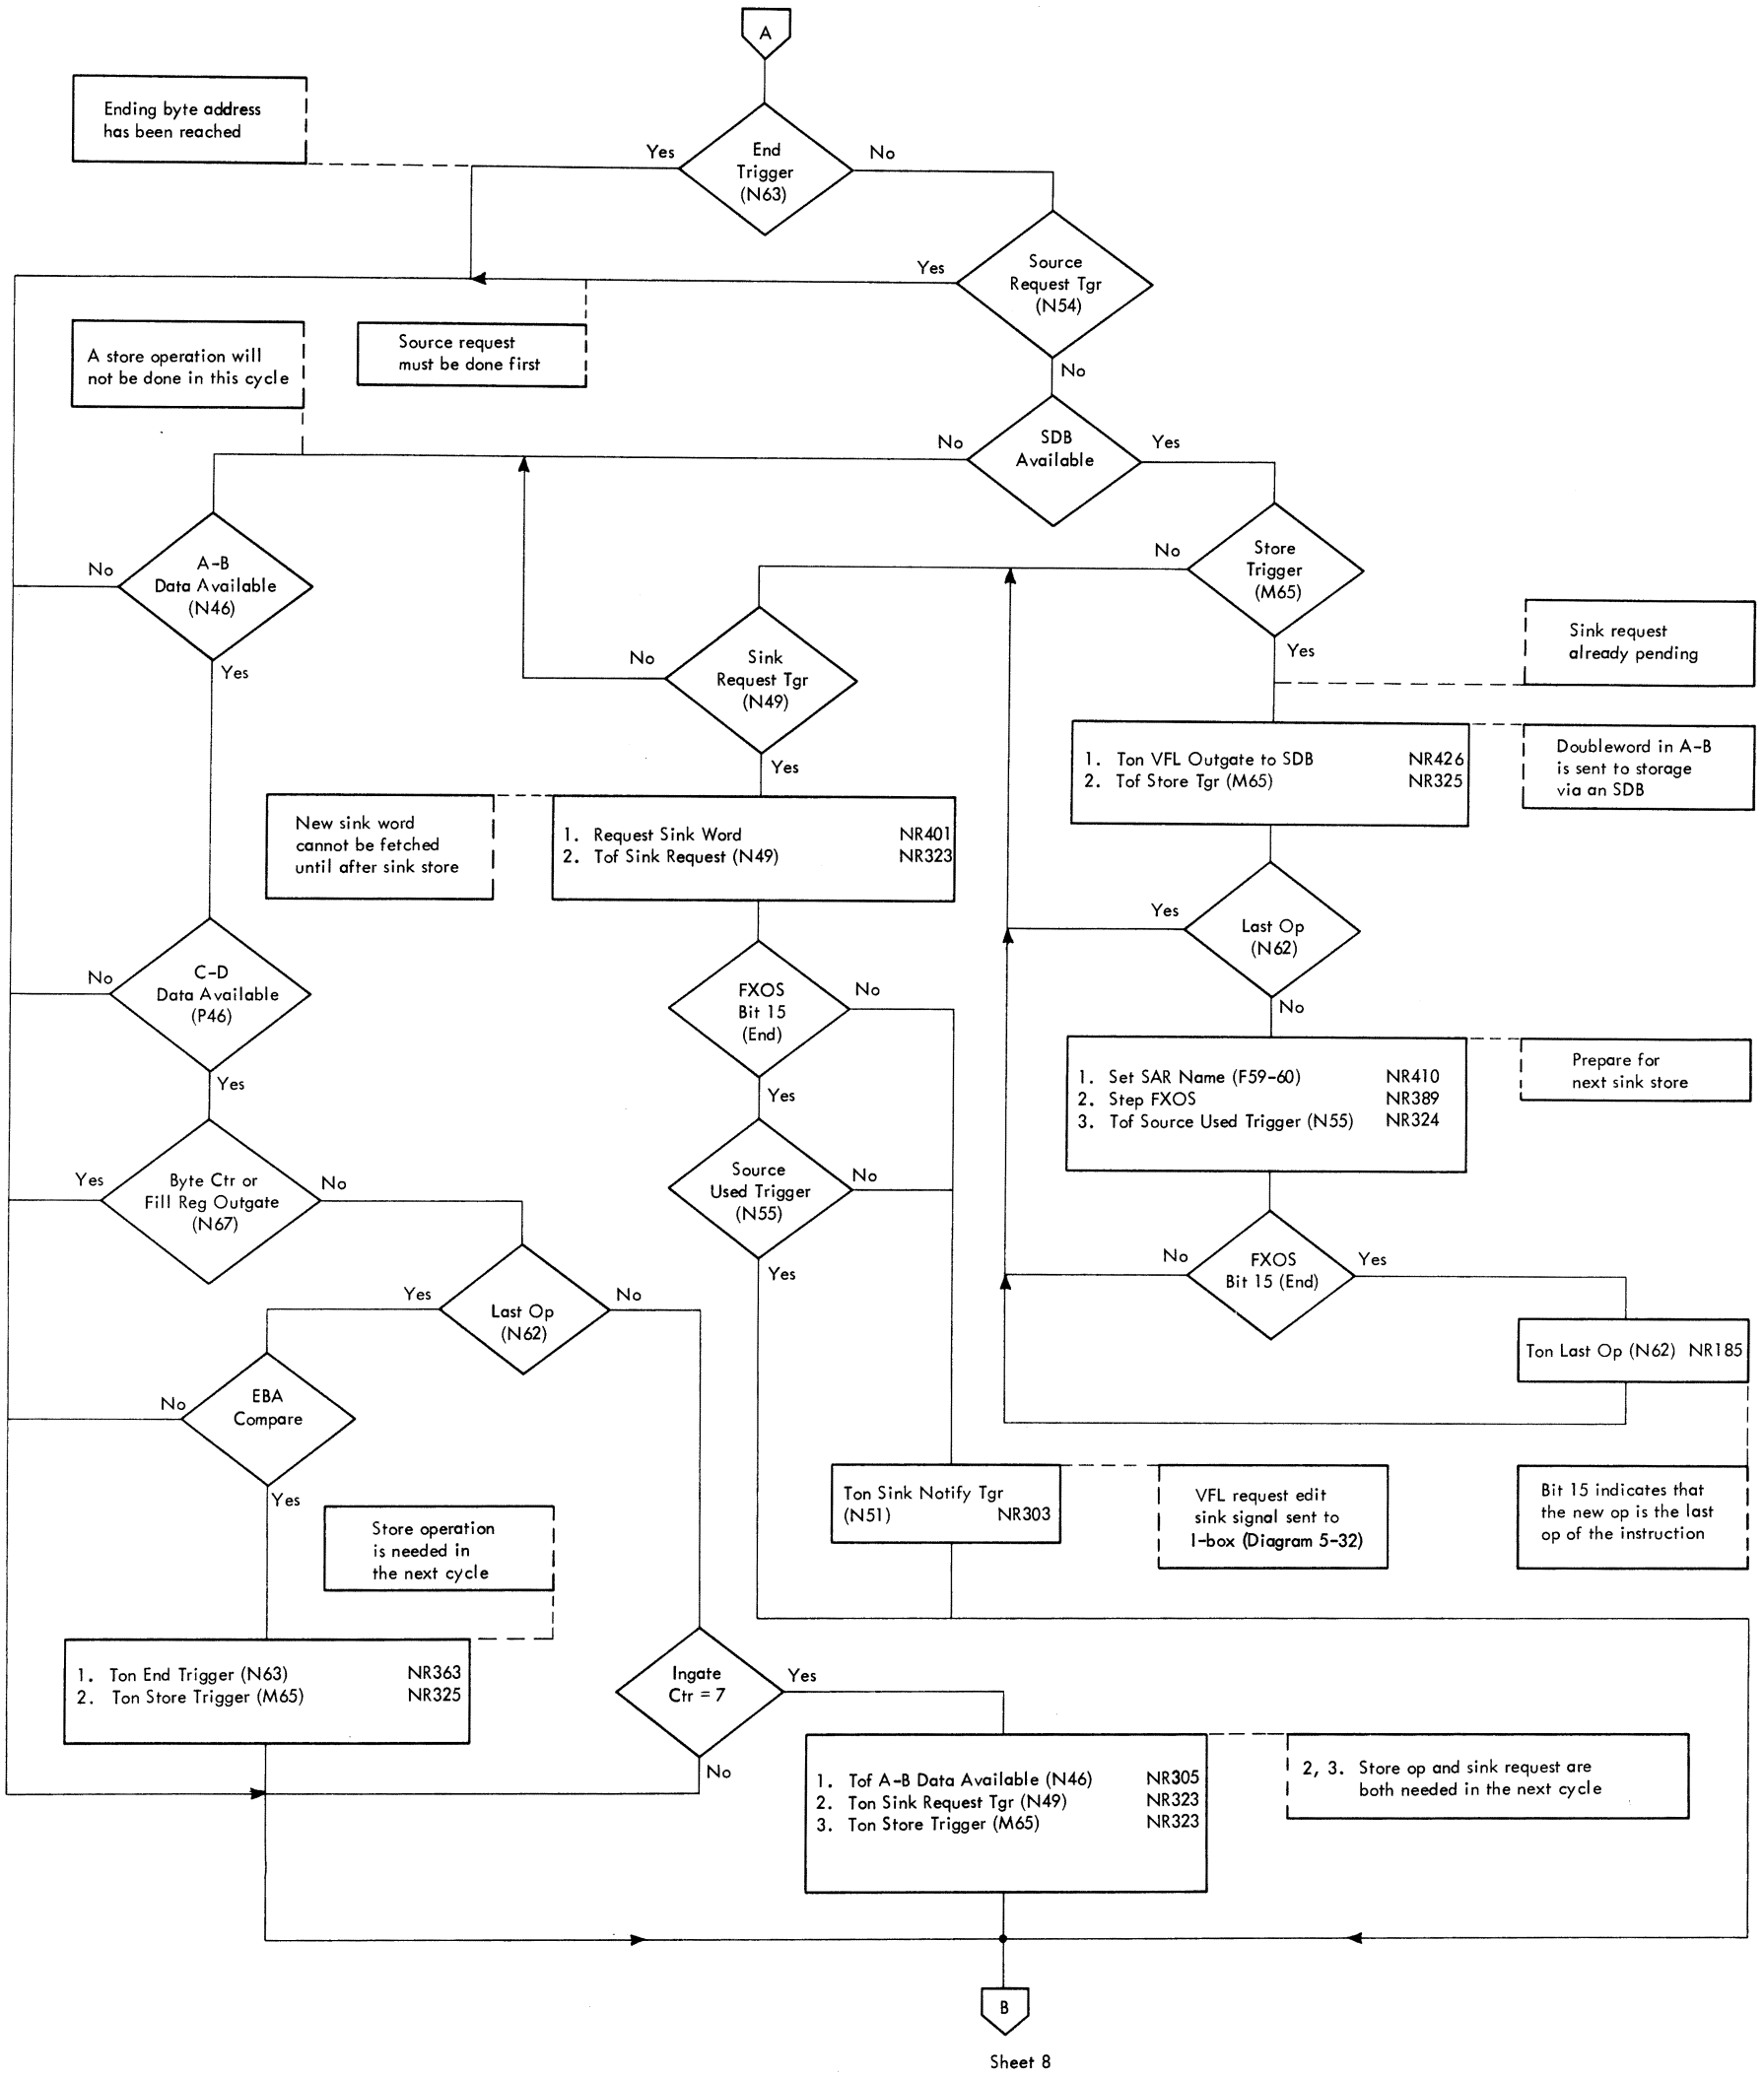 A
Ending byte address
has been reached
Yes
End
Trigger
(N63)
No
Yes
Source
Request Tgr
(N54)
No
Source request
must be done first
A store operation will
not be done in this cycle
No
SDB
Available
Yes
No
A-B
Data Available
(N46)
Yes
No
Store
Trigger
(M65)
Yes
Sink request
already pending
No
Sink
Request Tgr
(N49)
Yes
1. Ton VFL Outgate to SDB NR426
2. Tof Store Tgr (M65) NR325
Doubleword in A-B
is sent to storage
via an SDB
New sink word
cannot be fetched
until after sink store
1. Request Sink Word NR401
2. Tof Sink Request (N49) NR323
Yes
Last Op
(N62)
No
No
C-D
Data Available
(P46)
Yes
FXOS
Bit 15
(End)
No
Yes
1. Set SAR Name (F59-60) NR410
2. Step FXOS NR389
3. Tof Source Used Trigger (N55) NR324
Prepare for
next sink store
Yes
Byte Ctr or
Fill Reg Outgate
(N67)
No
Source
Used Trigger
(N55)
No
Yes
No
FXOS
Bit 15 (End)
Yes
Yes
Last Op
(N62)
No
Ton Last Op (N62) NR185
No
EBA
Compare
Yes
Ton Sink Notify Tgr
(N51) NR303
VFL request edit
sink signal sent to
I-box (Diagram 5-32)
Bit 15 indicates that
the new op is the last
op of the instruction
Store operation
is needed in
the next cycle
1. Ton End Trigger (N63) NR363
2. Ton Store Trigger (M65) NR325
Ingate
Ctr = 7
Yes
No
1. Tof A-B Data Available (N46) NR305
2. Ton Sink Request Tgr (N49) NR323
3. Ton Store Trigger (M65) NR323
2, 3. Store op and sink request are
both needed in the next cycle
B
Sheet 8